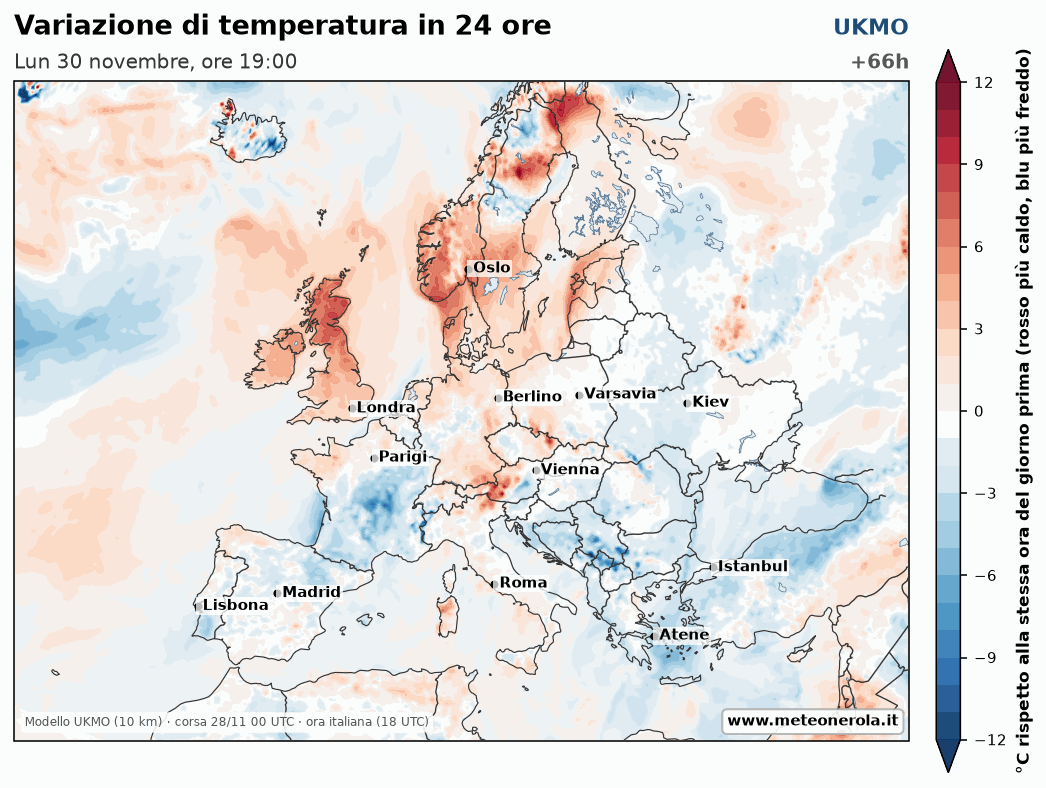 Variazione di temperatura in 24 ore
UKMO
Lun 30 novembre, ore 19:00
+66h
Oslo
Londra
Berlino
Varsavia
Kiev
Parigi
Vienna
Istanbul
Roma
Madrid
Lisbona
Atene
Modello UKMO (10 km) · corsa 28/11 00 UTC · ora italiana (18 UTC)
www.meteonerola.it
12
9
6
3
0
−3
−6
−9
−12
°C rispetto alla stessa ora del giorno prima (rosso più caldo, blu più freddo)